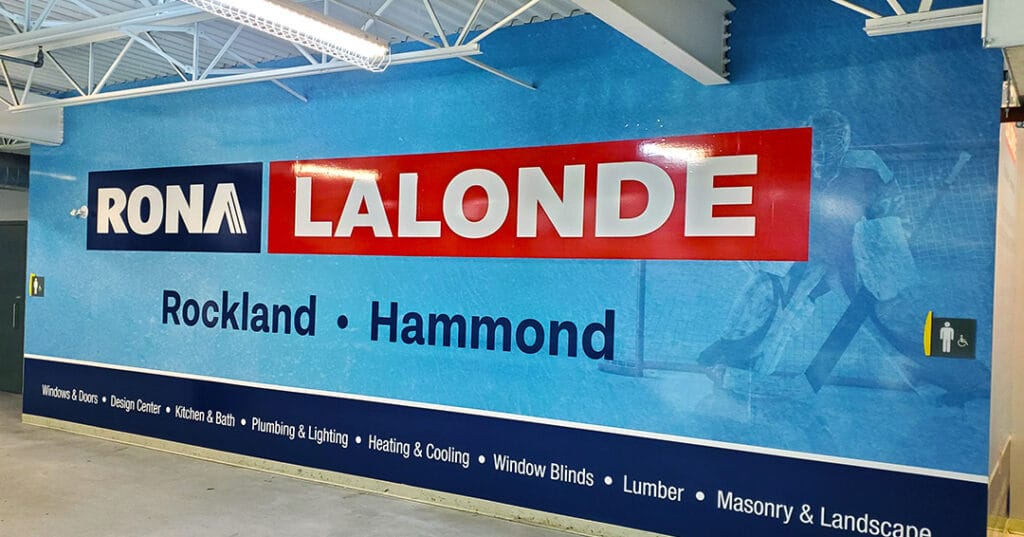 RONA LALONDE
Rockland • Hammond
Windows & Doors • Design Center • Kitchen & Bath • Plumbing & Lighting • Heating & Cooling • Window Blinds • Lumber • Masonry & Landscape